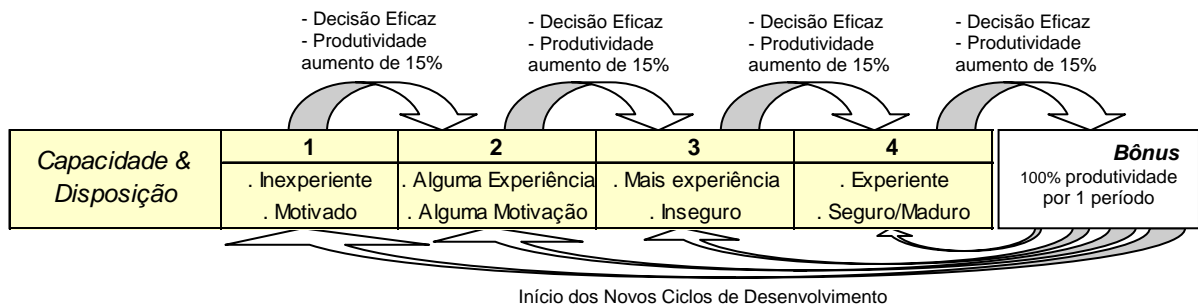 - Decisão Eficaz
- Produtividade
aumento de 15%
- Decisão Eficaz
- Produtividade
aumento de 15%
- Decisão Eficaz
- Produtividade
aumento de 15%
- Decisão Eficaz
- Produtividade
aumento de 15%
Capacidade &
Disposição
1
. Inexperiente
. Motivado
2
. Alguma Experiência
. Alguma Motivação
3
. Mais experiência
. Inseguro
4
. Experiente
. Seguro/Maduro
Bônus
100% produtividade
por 1 período
Início dos Novos Ciclos de Desenvolvimento